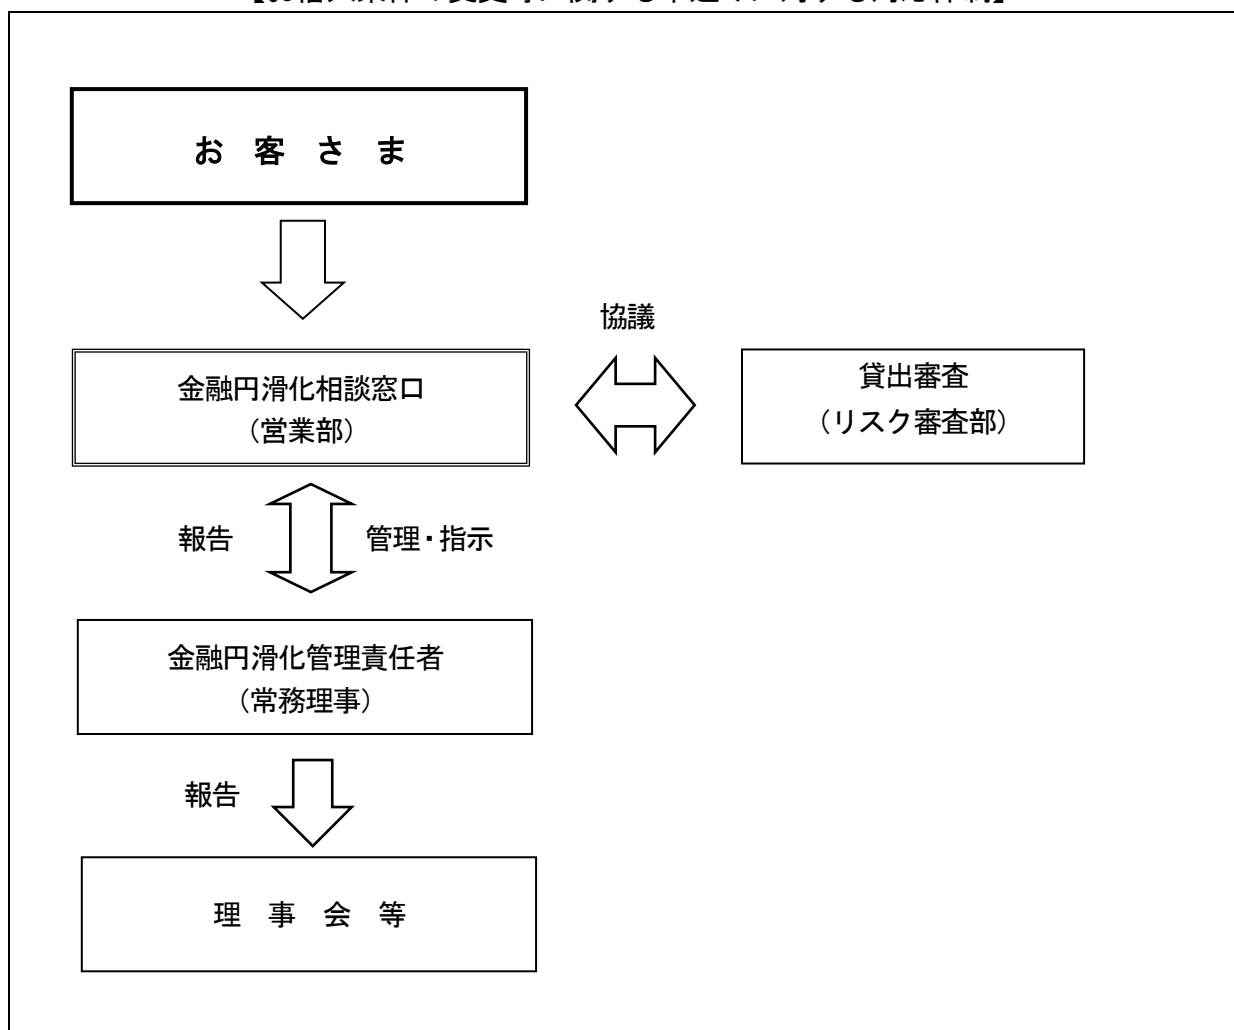 お 客 さ ま
協議
金融円滑化相談窓口
（営業部）
貸出審査
（リスク審査部）
報告
管理・指示
金融円滑化管理責任者
（常務理事）
報告
理 事 会 等